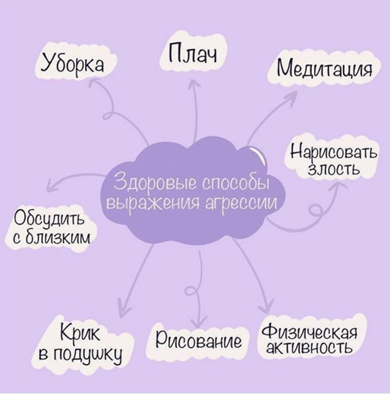 Плач
Уборка
Медитация
Нарисовать
злость
Здоровые способы
выражения агрессии
Обсудить
с близким
Крик
в подушку
Рисование
Физическая
активность